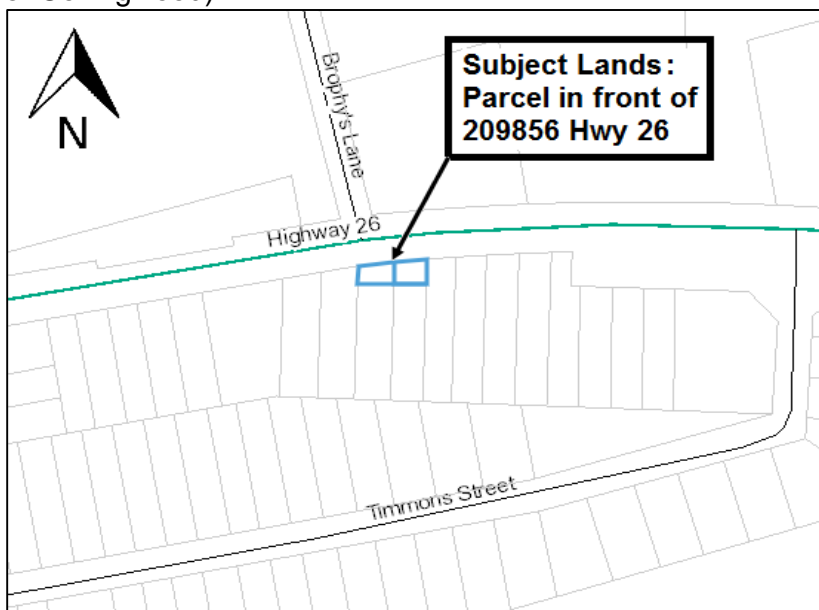 Brophy's Lane
Subject Lands:
Parcel in front of
209856 Hwy 26
N
Highway 26
Timmons Street